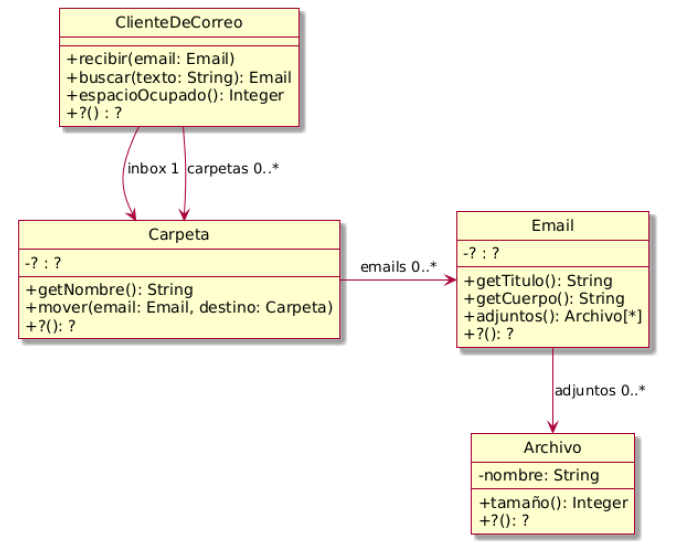 ClienteDeCorreo
+recibir(email: Email)
+buscar(texto: String): Email
+espacioOcupado(): Integer
+?() : ?
inbox 1
carpetas 0..*
Carpeta
-? : ?
+getNombre(): String
+mover(email: Email, destino: Carpeta)
+?(): ?
emails 0..*
Email
-? : ?
+getTitulo(): String
+getCuerpo(): String
+adjuntos(): Archivo[*]
+?(): ?
adjuntos 0..*
Archivo
-nombre: String
+tamaño(): Integer
+?(): ?